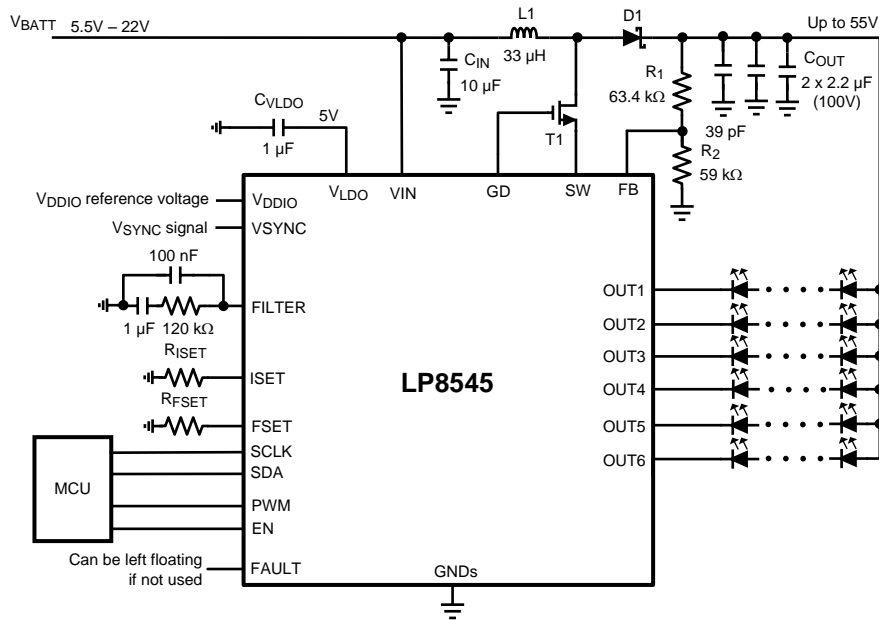 VBATT 5.5V – 22V
L1
33 µH
D1
Up to 55V
CIN
10 µF
R1
63.4 kΩ
COUT
2 x 2.2 µF
(100V)
39 pF
R2
59 kΩ
T1
CVLDO
5V
1 µF
VLDO
VIN
GD
SW
FB
VDDIO reference voltage
VDDIO
VSYNC signal
VSYNC
100 nF
FILTER
1 µF
120 kΩ
RISET
ISET
RFSET
FSET
LP8545
OUT1
OUT2
OUT3
OUT4
OUT5
OUT6
MCU
SCLK
SDA
PWM
EN
Can be left floating
if not used
FAULT
GNDs